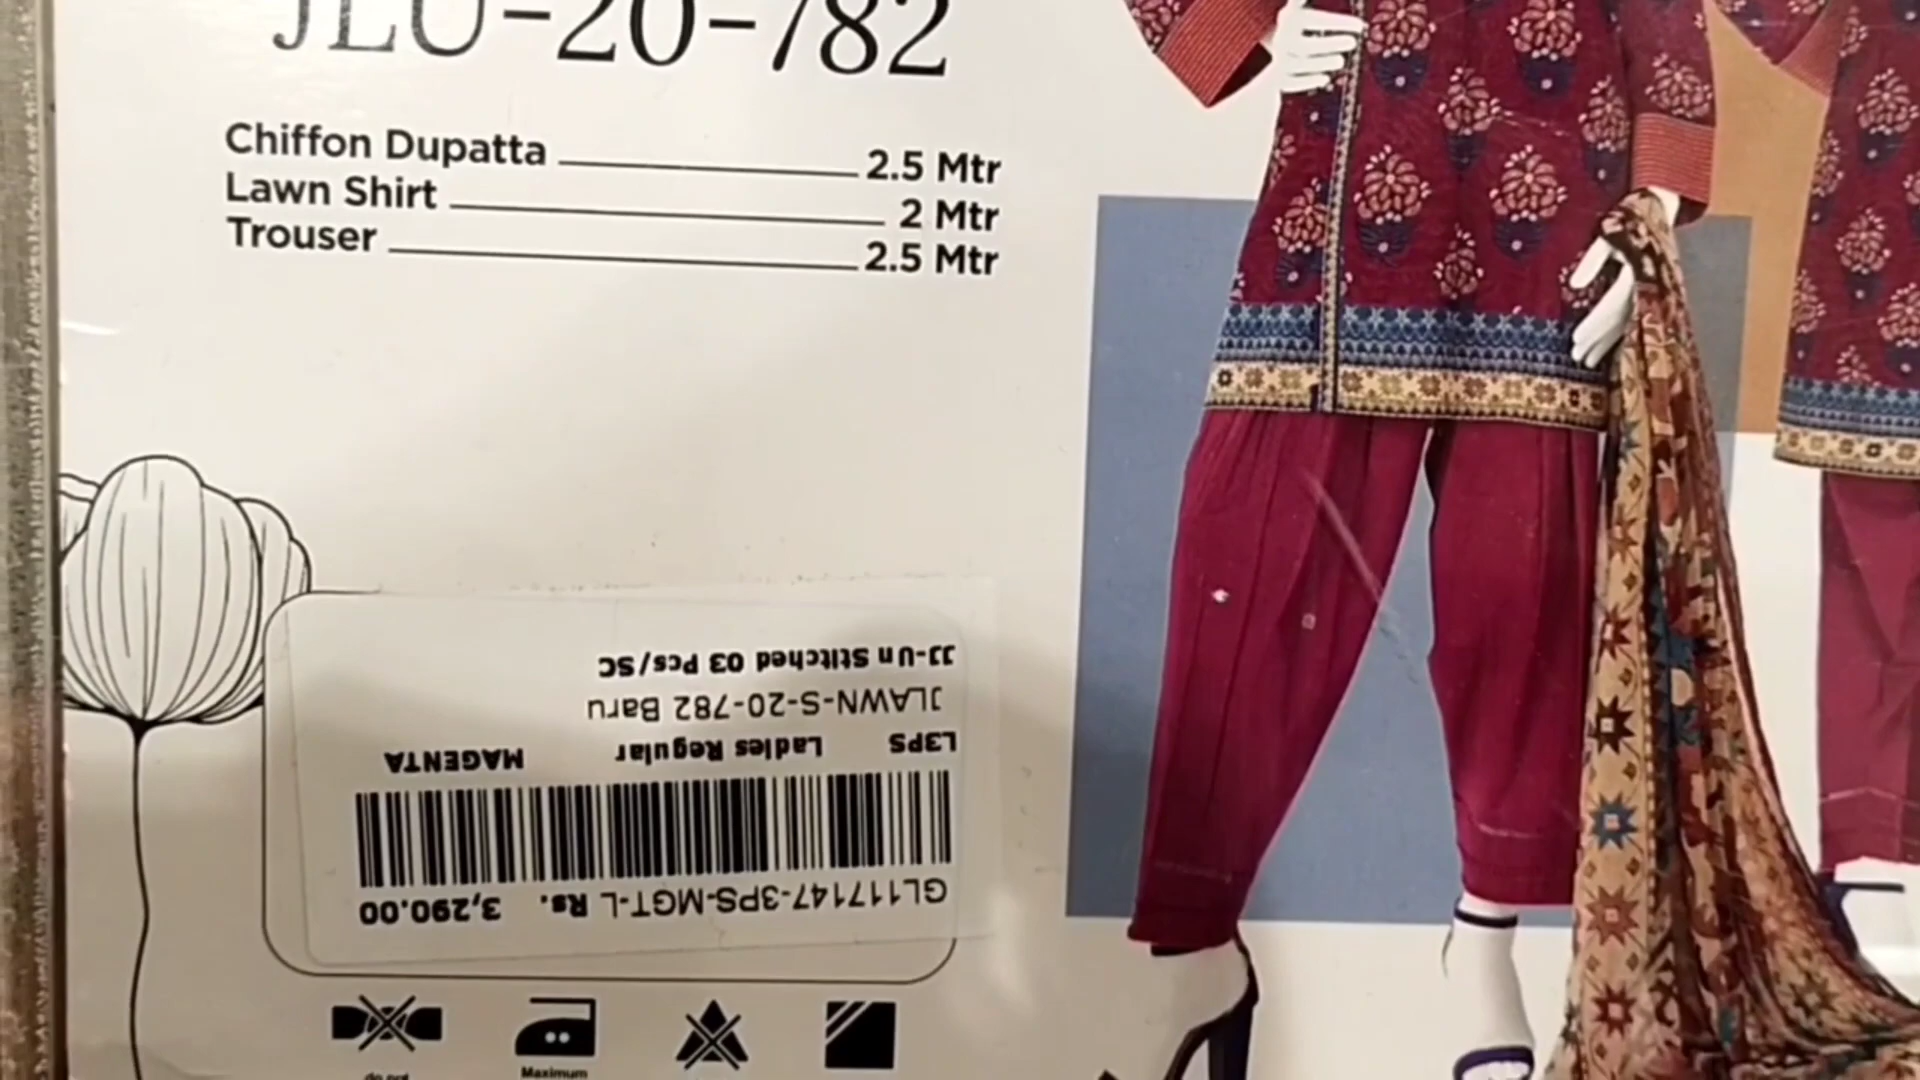 JLU-20-782
Chiffon Dupatta 2.5 Mtr
Lawn Shirt 2 Mtr
Trouser 2.5 Mtr
JJ-Un Stitched 03 Pcs/SC
JLAWN-S-20-782 Baru
L3PS Ladies Regular MAGENTA
GL117147-3PS-MGT-L Rs. 3,290.00
do not
Maximum